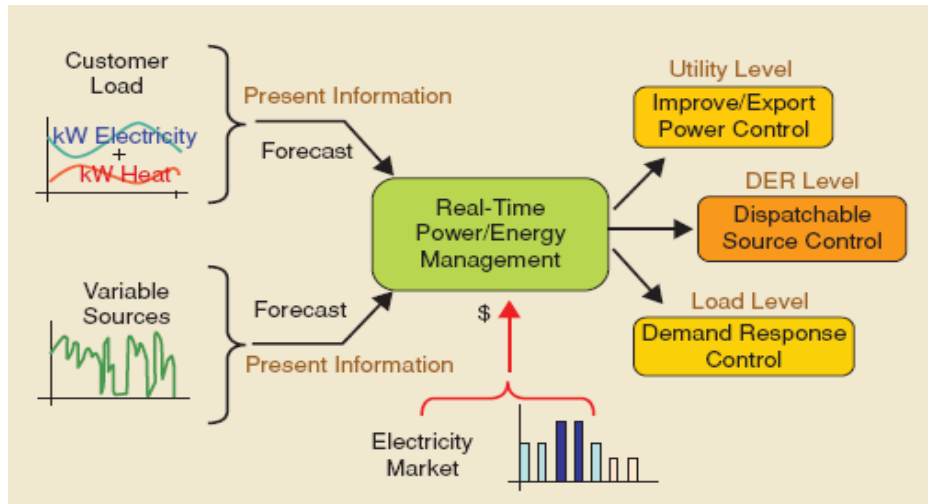 Customer
Load
kW Electricity
+
kW Heat
Present Information
Forecast
Variable
Sources
Forecast
Present Information
Real-Time
Power/Energy
Management
$
Electricity
Market
Utility Level
Improve/Export
Power Control
DER Level
Dispatchable
Source Control
Load Level
Demand Response
Control